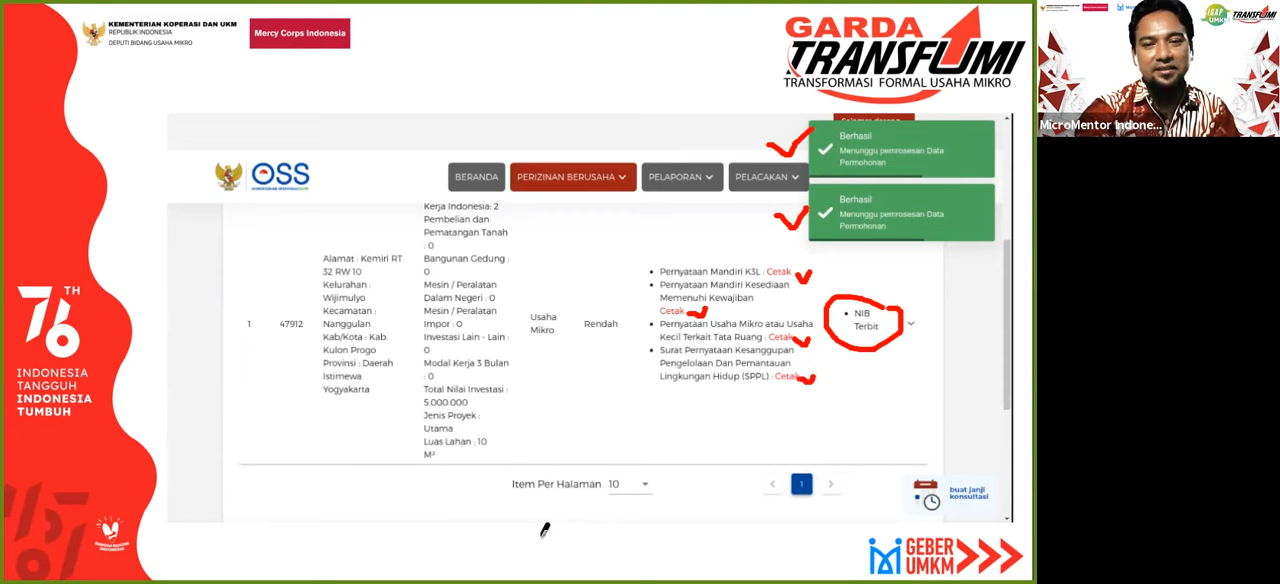 KEMENTERIAN KOPERASI DAN UKM
REPUBLIK INDONESIA
DEPUTI BIDANG USAHA MIKRO
Mercy Corps Indonesia
GARDA
TRANSFUMI
TRANSFORMASI FORMAL USAHA MIKRO
IGAP
UMKM
TRANSFUMI
MicroMentor Indone...
OSS
BERANDA
PERIZINAN BERUSAHA
PELAPORAN
PELACAKAN
Berhasil
Menunggu pemrosesan Data
Permohonan
Berhasil
Menunggu pemrosesan Data
Permohonan
1
47912
Alamat : Kemiri RT
32 RW 10
Kelurahan :
Wijimulyo
Kecamatan :
Nanggulan
Kab/Kota : Kab.
Kulon Progo
Provinsi : Daerah
Istimewa
Yogyakarta
Kerja Indonesia: 2
Pembelian dan
Pematangan Tanah
: 0
Bangunan Gedung :
0
Mesin / Peralatan
Dalam Negeri : 0
Mesin / Peralatan
Impor : 0
Investasi Lain - Lain :
0
Modal Kerja 3 Bulan
: 0
Total Nilai Investasi :
5.000.000
Jenis Proyek :
Utama
Luas Lahan : 10
M²
Usaha
Mikro
Rendah
• Pernyataan Mandiri K3L : Cetak
• Pernyataan Mandiri Kesediaan
Memenuhi Kewajiban
Cetak
• Pernyataan Usaha Mikro atau Usaha
Kecil Terkait Tata Ruang : Cetak
• Surat Pernyataan Kesanggupan
Pengelolaan Dan Pemantauan
Lingkungan Hidup (SPPL) : Cetak
• NIB
Terbit
Item Per Halaman 10
1
buat janji
konsultasi
76TH
INDONESIA
TANGGUH
INDONESIA
TUMBUH
GEBER
UMKM